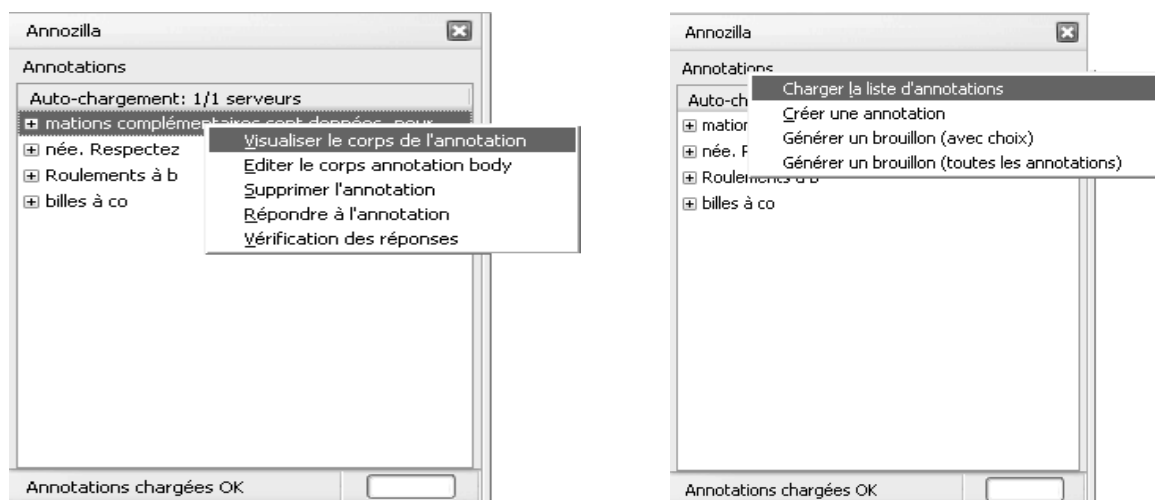 Annozilla
Annotations
Auto-chargement: 1/1 serveurs
mations complémentaires sont données, pour
Visualiser le corps de l'annotation
née. Respectez
Editer le corps annotation body
Roulements à b
Supprimer l'annotation
billes à co
Répondre à l'annotation
Vérification des réponses
Annotations chargées OK
Annozilla
Annotations
Charger la liste d'annotations
Auto-ch
Créer une annotation
mation
Générer un brouillon (avec choix)
née. R
Générer un brouillon (toutes les annotations)
Roulements à b
billes à co
Annotations chargées OK